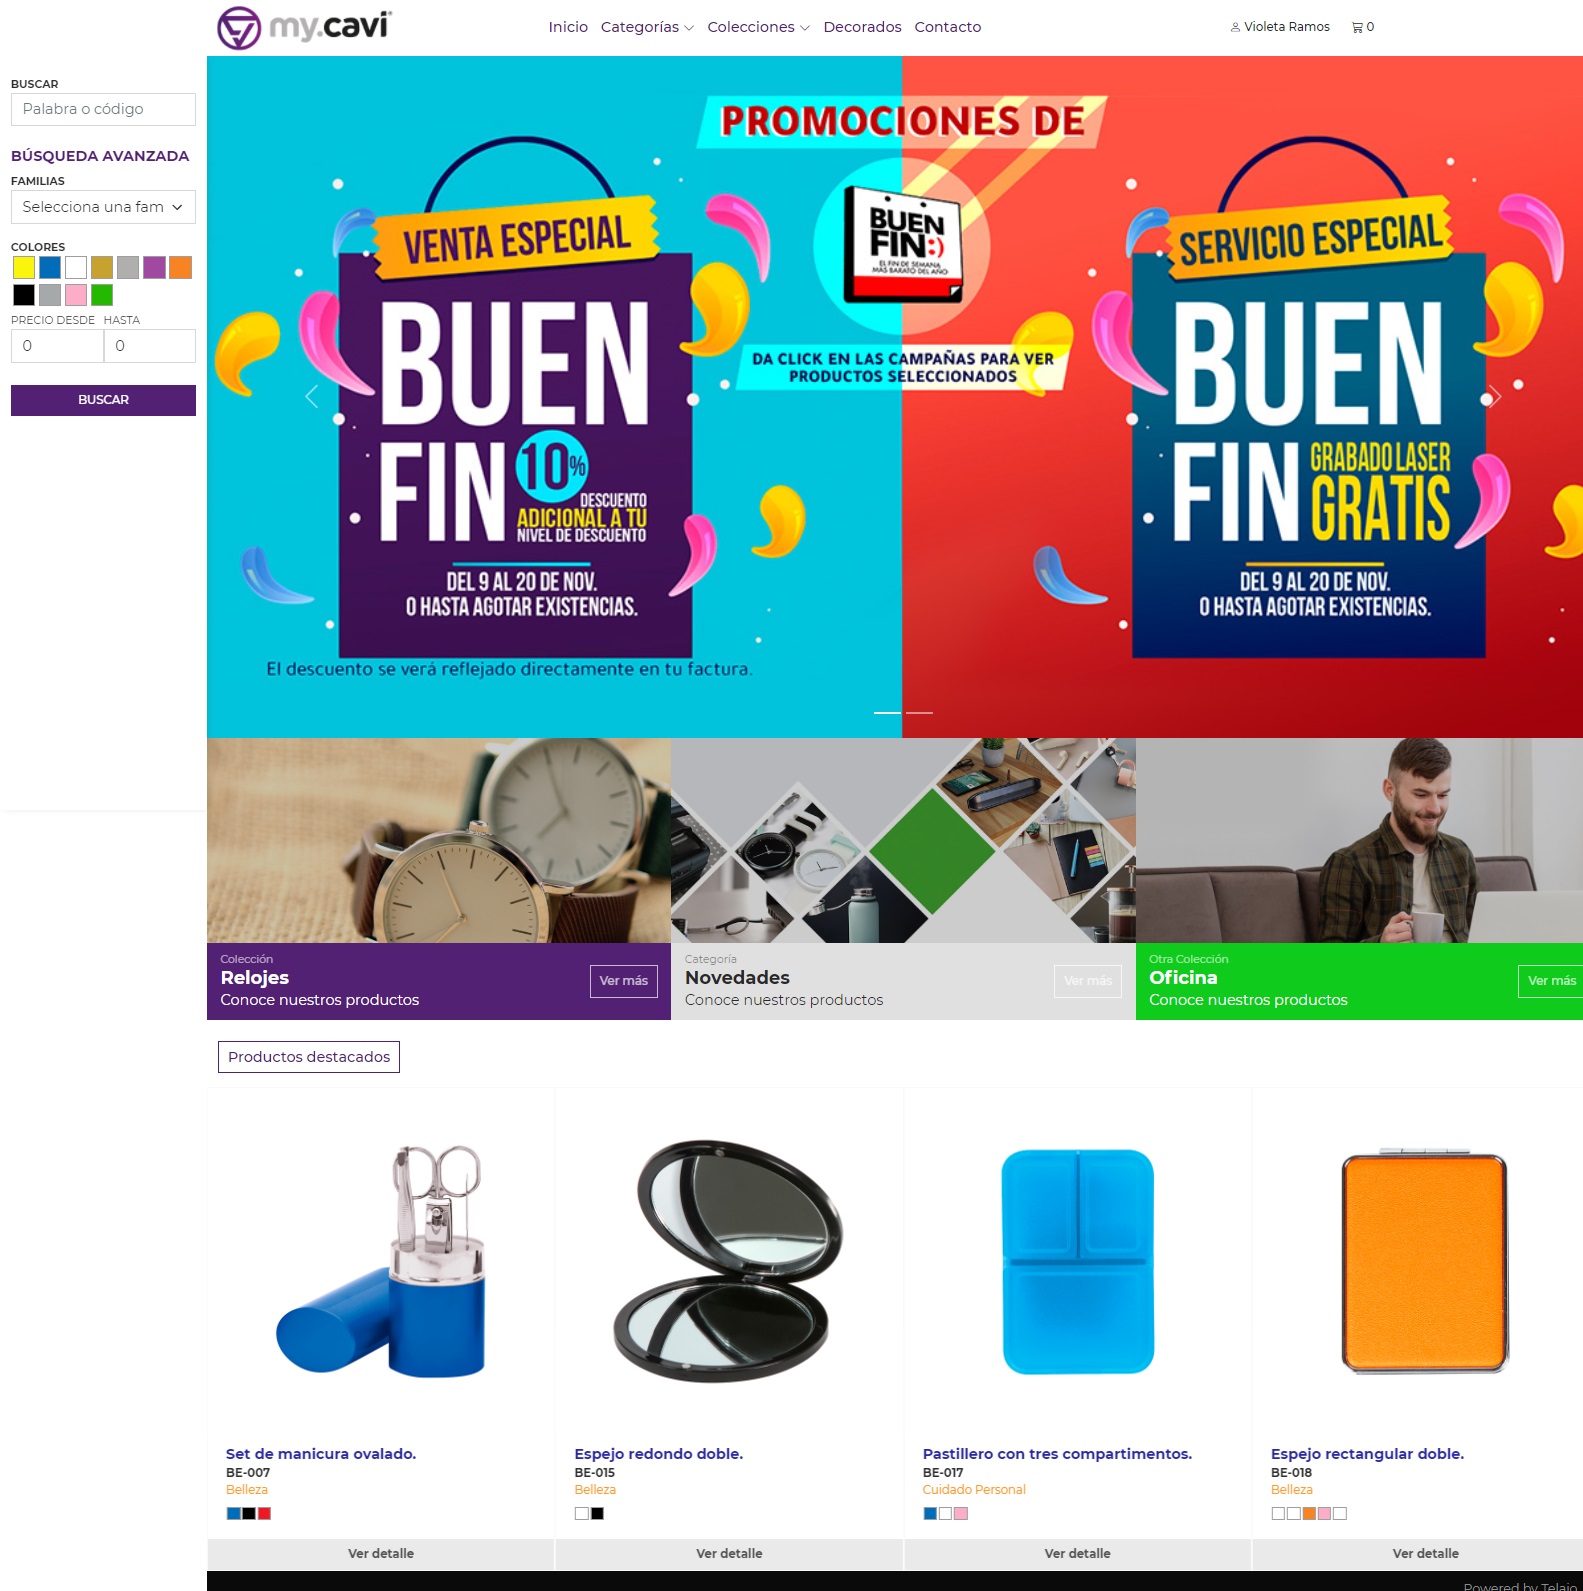 my.cavi
Inicio Categorías Colecciones Decorados Contacto
Violeta Ramos 0
BUSCAR
Palabra o código
BÚSQUEDA AVANZADA
FAMILIAS
Selecciona una fam
COLORES
PRECIO DESDE HASTA
0 0
BUSCAR
PROMOCIONES DE
BUEN
FIN:)
EL FIN DE SEMANA
MÁS BARATO DEL AÑO
DA CLICK EN LAS CAMPAÑAS PARA VER
PRODUCTOS SELECCIONADOS
VENTA ESPECIAL
BUEN
FIN 10%
DESCUENTO
ADICIONAL A TU
NIVEL DE DESCUENTO
DEL 9 AL 20 DE NOV.
O HASTA AGOTAR EXISTENCIAS.
El descuento se verá reflejado directamente en tu factura.
SERVICIO ESPECIAL
BUEN
FIN GRABADO LASER
GRATIS
DEL 9 AL 20 DE NOV.
O HASTA AGOTAR EXISTENCIAS.
Colección
Relojes
Conoce nuestros productos
Ver más
Categoría
Novedades
Conoce nuestros productos
Ver más
Otra Colección
Oficina
Conoce nuestros productos
Ver más
Productos destacados
Set de manicura ovalado.
BE-007
Belleza
Ver detalle
Espejo redondo doble.
BE-015
Belleza
Ver detalle
Pastillero con tres compartimentos.
BE-017
Cuidado Personal
Ver detalle
Espejo rectangular doble.
BE-018
Belleza
Ver detalle
Powered by Telaio